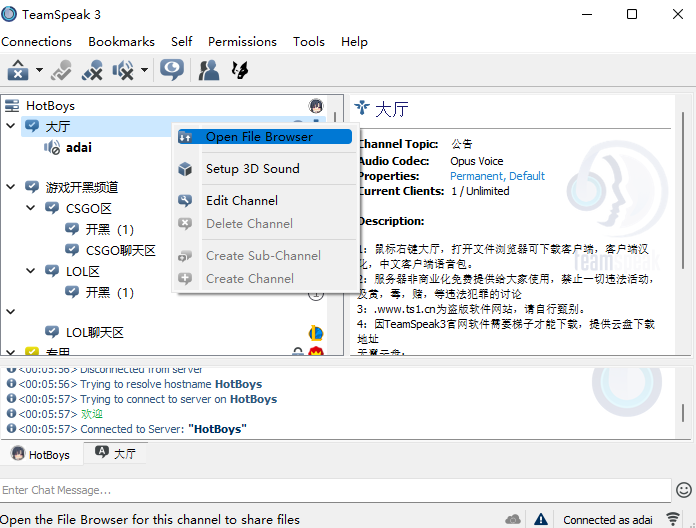 TeamSpeak 3
Connections Bookmarks Self Permissions Tools Help
HotBoys
大厅
adai
游戏开黑频道
CSGO区
开黑（1）
CSGO聊天区
LOL区
开黑（1）
LOL聊天区
专用
Open File Browser
Setup 3D Sound
Edit Channel
Delete Channel
Create Sub-Channel
Create Channel
大厅
Channel Topic: 公告
Audio Codec: Opus Voice
Properties: Permanent, Default
Current Clients: 1 / Unlimited
Description:
1：鼠标右键大厅，打开文件浏览器可下载客户端，客户端汉
化，中文客户端语音包。
2：服务器非商业化免费提供给大家使用，禁止一切违法活动，
及黄，毒，赌，等违法犯罪的讨论
3：.www.ts1.cn为盗版软件网站，请自行甄别。
4：因TeamSpeak3官网软件需要梯子才能下载，提供云盘下载
地址
天翼云盘:
teamspeak
<00:05:56> Disconnected from server
<00:05:56> Trying to resolve hostname HotBoys
<00:05:57> Trying to connect to server on HotBoys
<00:05:57> 欢迎
<00:05:57> Connected to Server: "HotBoys"
HotBoys
大厅
Enter Chat Message...
Open the File Browser for this channel to share files
Connected as adai